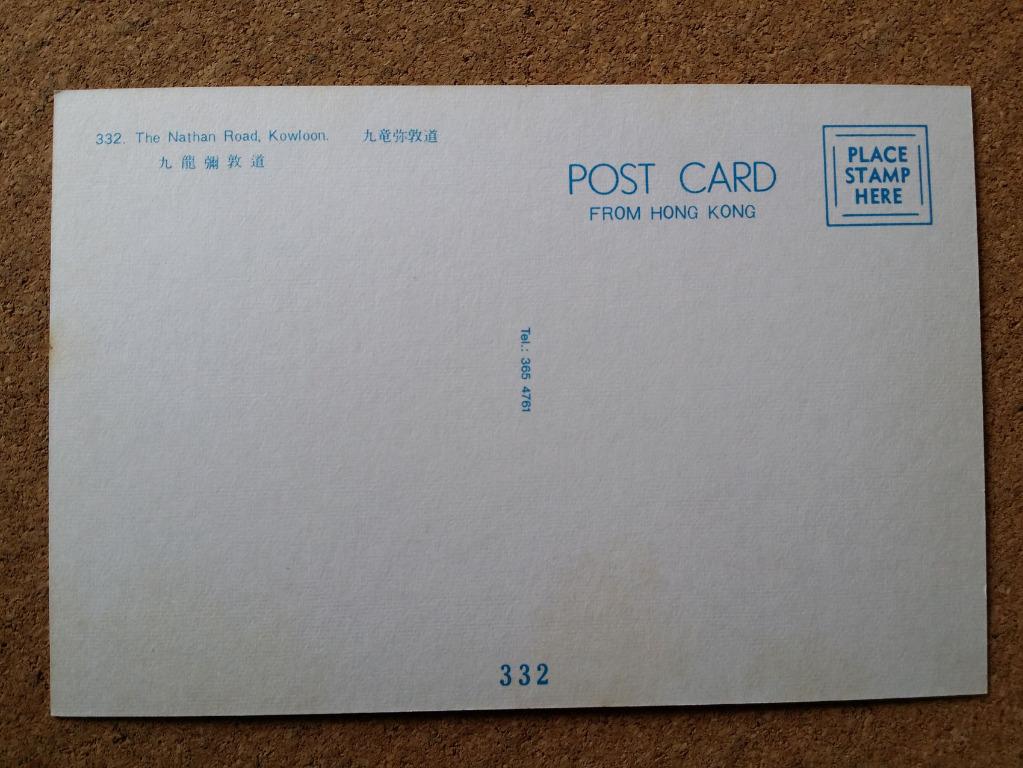 332. The Nathan Road, Kowloon. 九竜弥敦道
九龍彌敦道
POST CARD
FROM HONG KONG
PLACE
STAMP
HERE
Tel.: 365 4761
332